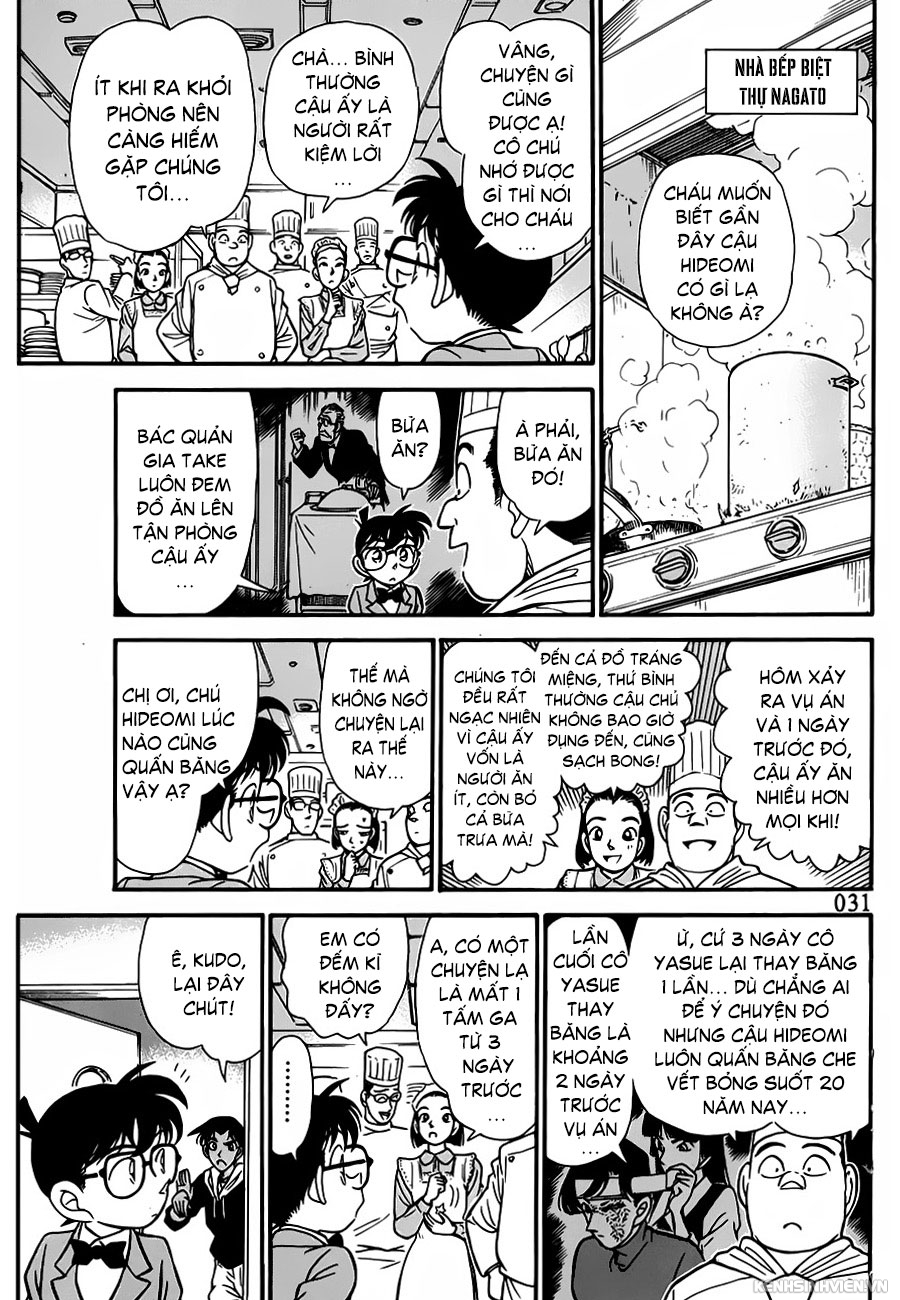 NHÀ BẾP BIỆT
THỰ NAGATO
CHÁU MUỐN
BIẾT GẦN
ĐÂY CẬU
HIDEOMI
CÓ GÌ LẠ
KHÔNG Ạ?
VÂNG,
CHUYỆN GÌ
CŨNG
ĐƯỢC Ạ!
CÔ CHÚ
NHỚ ĐƯỢC
GÌ THÌ NÓI
CHO CHÁU
...
CHÀ... BÌNH
THƯỜNG
CẬU ẤY LÀ
NGƯỜI RẤT
KIỆM LỜI
...
ÍT KHI RA KHỎI
PHÒNG NÊN
CÀNG HIẾM
GẶP CHÚNG
TÔI...
À PHẢI,
BỮA ĂN
ĐÓ!
BỮA
ĂN?
BÁC QUẢN
GIA TAKE
LUÔN ĐEM
ĐỒ ĂN LÊN
TẬN PHÒNG
CẬU ẤY
...
HÔM XẢY
RA VỤ ÁN
VÀ 1 NGÀY
TRƯỚC ĐÓ,
CẬU ẤY ĂN
NHIỀU HƠN
MỌI KHI!
ĐẾN CẢ ĐỒ TRÁNG
MIỆNG, THỨ BÌNH
THƯỜNG CẬU CHỦ
KHÔNG BAO GIỜ
ĐỤNG ĐẾN, CŨNG
SẠCH BONG!
CHÚNG TÔI
ĐỀU RẤT
NGẠC NHIÊN
VÌ CẬU ẤY
VỐN LÀ
NGƯỜI ĂN
ÍT, CÒN BỎ
CẢ BỮA
TRƯA MÀ!
THẾ MÀ
KHÔNG NGỜ
CHUYỆN LẠI
RA THẾ
NÀY...
CHỊ ƠI, CHÚ
HIDEOMI LÚC
NÀO CŨNG
QUẤN BĂNG
VẬY Ạ?
031
Ừ, CỨ 3 NGÀY CÔ
YASUE LẠI THAY BĂNG
1 LẦN... DÙ CHẲNG AI
ĐỂ Ý CHUYỆN ĐÓ
NHƯNG CẬU HIDEOMI
LUÔN QUẤN BĂNG CHE
VẾT BỎNG SUỐT 20
NĂM NAY...
LẦN
CUỐI CÔ
YASUE
THAY
BĂNG LÀ
KHOẢNG
2 NGÀY
TRƯỚC
VỤ ÁN
...
A, CÓ MỘT
CHUYỆN LẠ
LÀ MẤT 1
TẤM GA
TỪ 3
NGÀY
TRƯỚC
...
EM CÓ
ĐẾM KĨ
KHÔNG
ĐẤY?
........
Ê, KUDO,
LẠI ĐÂY
CHÚT!
KENHSINHVIEN.VN